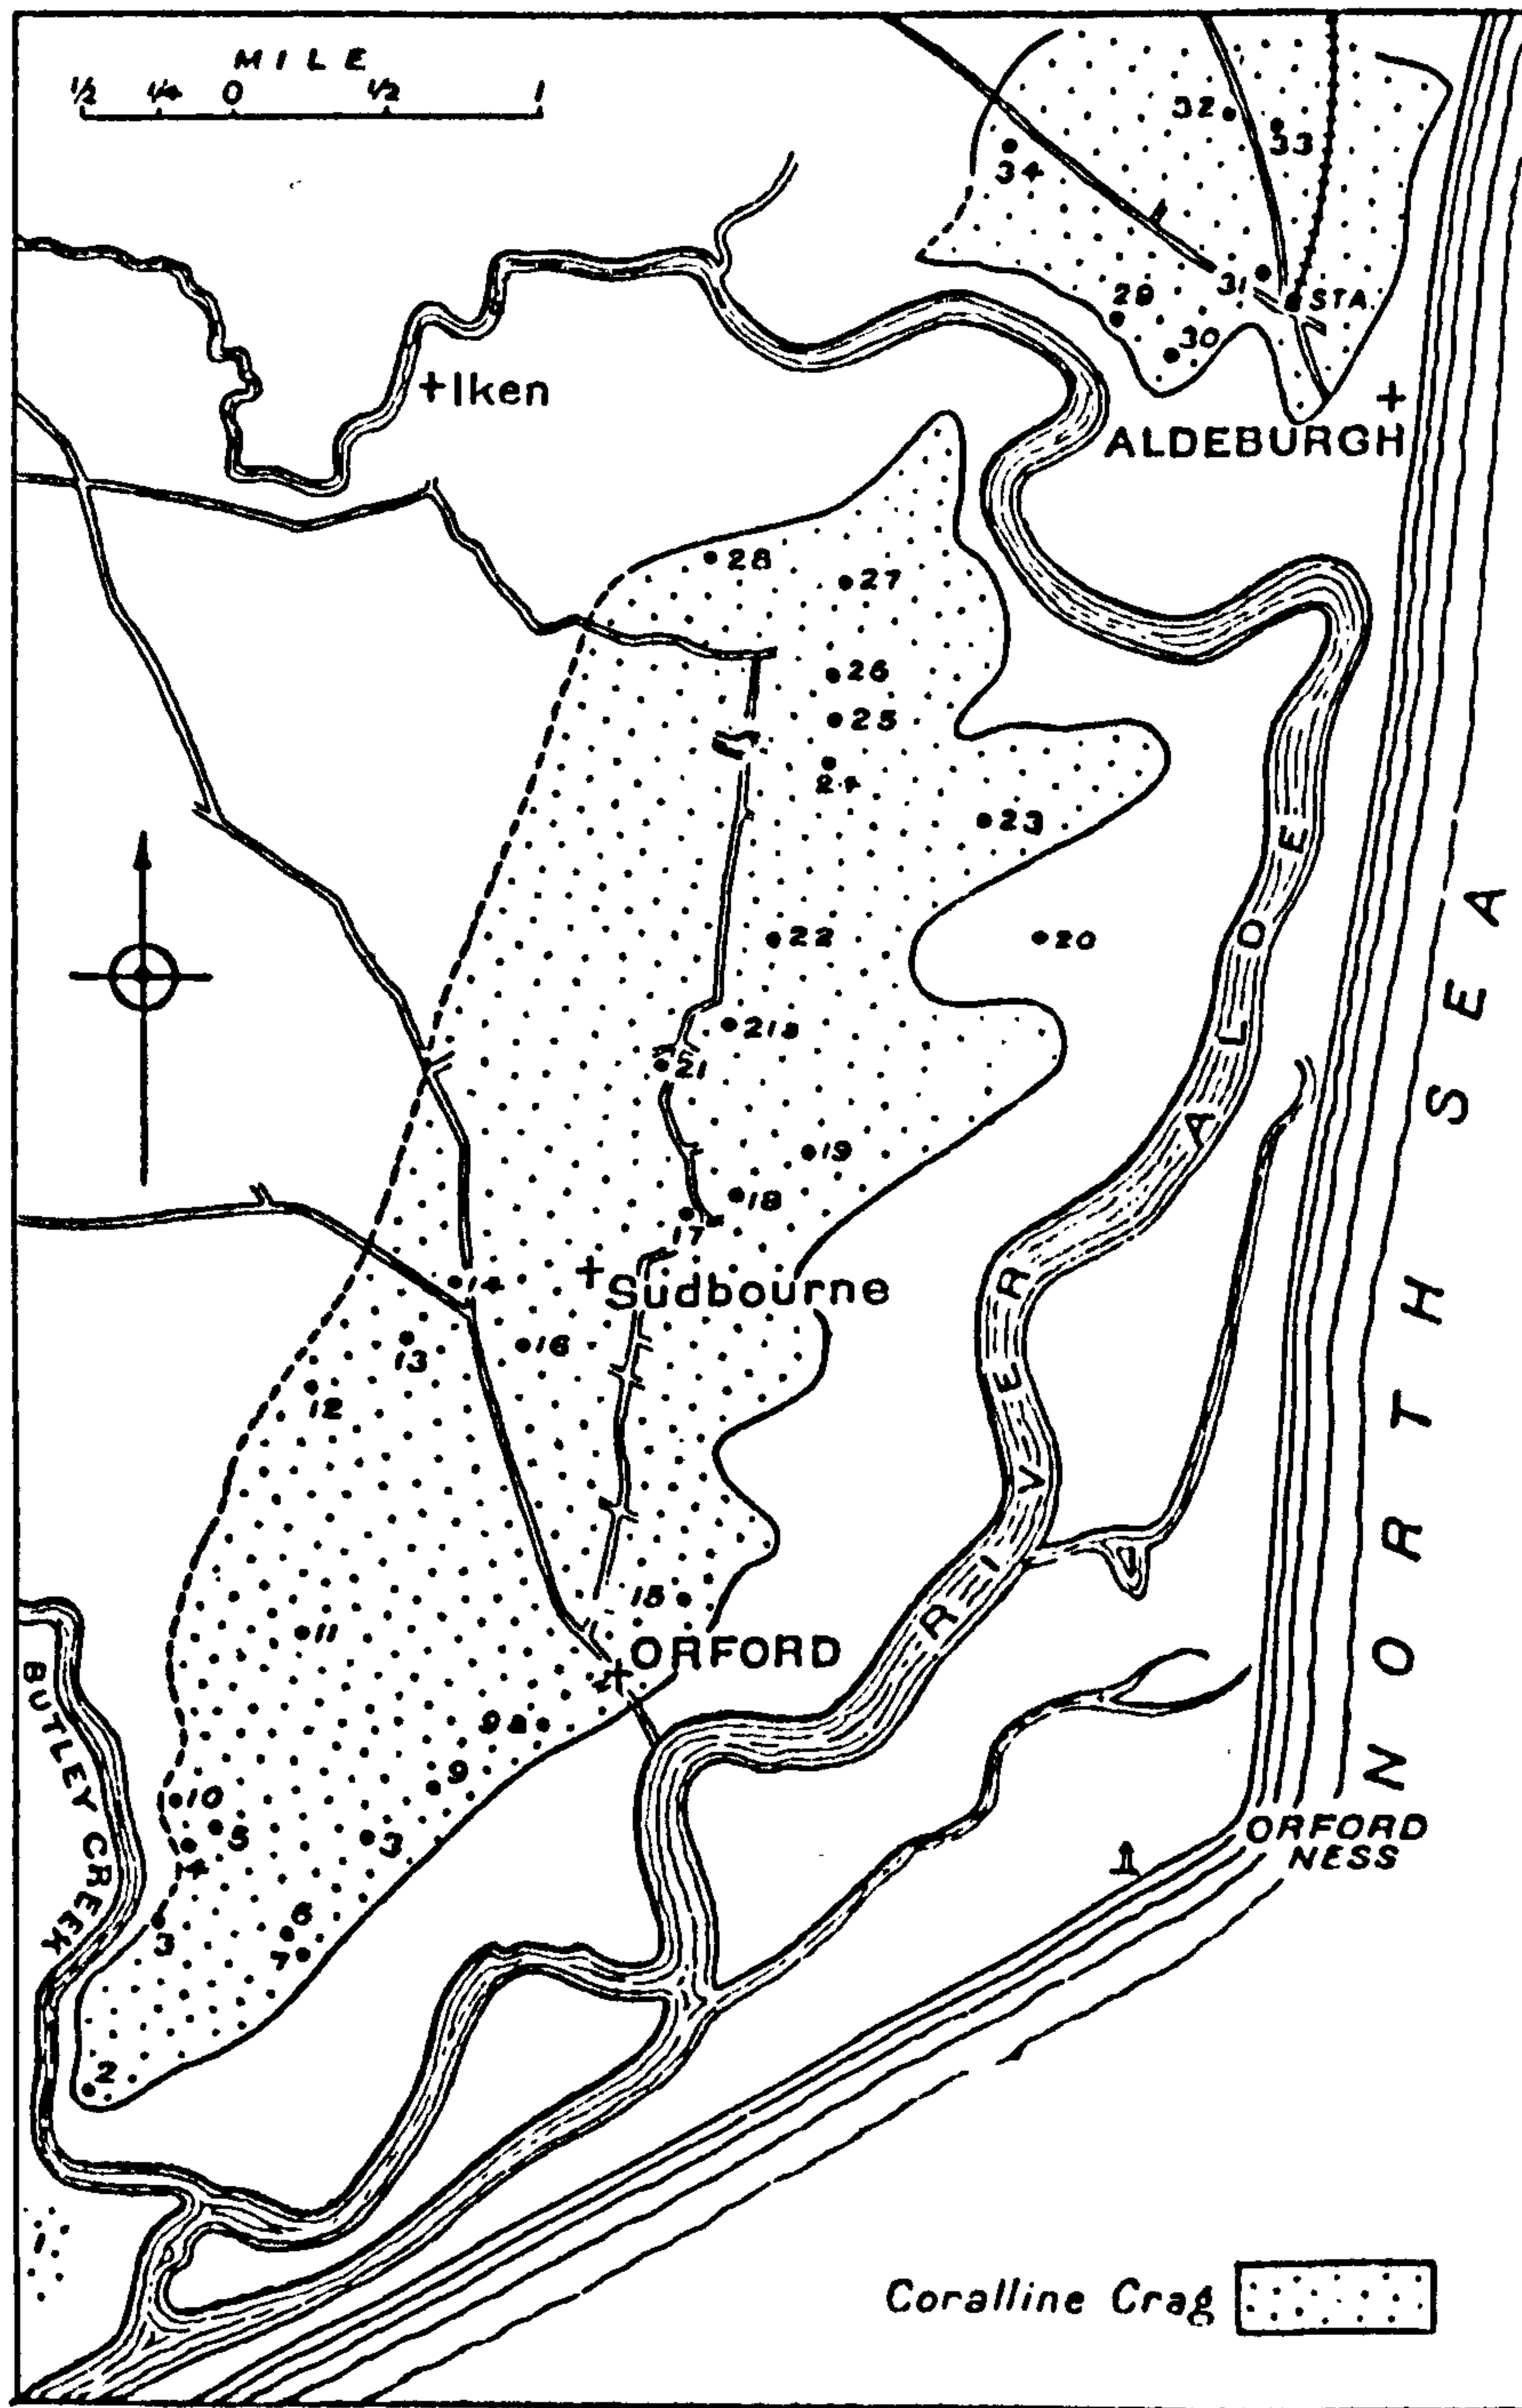 MILE
1/2 1/4 0 1/2 1
32
33
34
31
STA.
29
30
+Iken
+
ALDEBURGH
28
27
26
25
24
23
22
20
21a
21
19
18
17
+
Sudbourne
14
16
13
12
15
11
ORFORD
9a
9
10
5
3
4
3
6
7
2
1
BUTLEY CREEK
RIVER ALDE
NORTH SEA
ORFORD
NESS
Coralline Crag